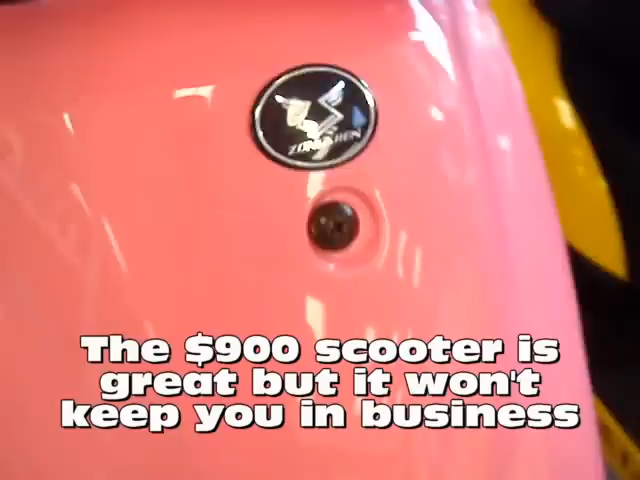 The $900 scooter is
great but it won't
keep you in business